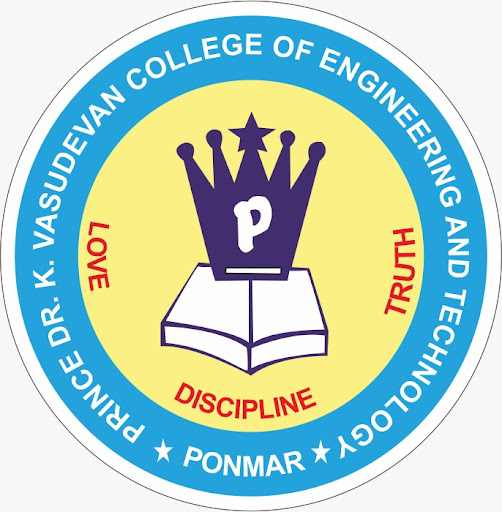 PRINCE DR. K. VASUDEVAN COLLEGE OF ENGINEERING AND TECHNOLOGY
★ PONMAR ★
LOVE
DISCIPLINE
TRUTH
P